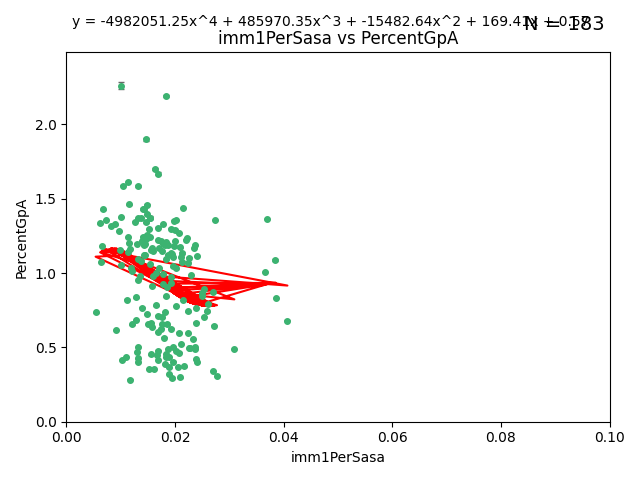 y = -4982051.25x^4 + 485970.35x^3 + -15482.64x^2 + 169.41x + 0.57
N = 183
imm1PerSasa vs PercentGpA
PercentGpA
2.0
1.5
1.0
0.5
0.0
0.00 0.02 0.04 0.06 0.08 0.10
imm1PerSasa